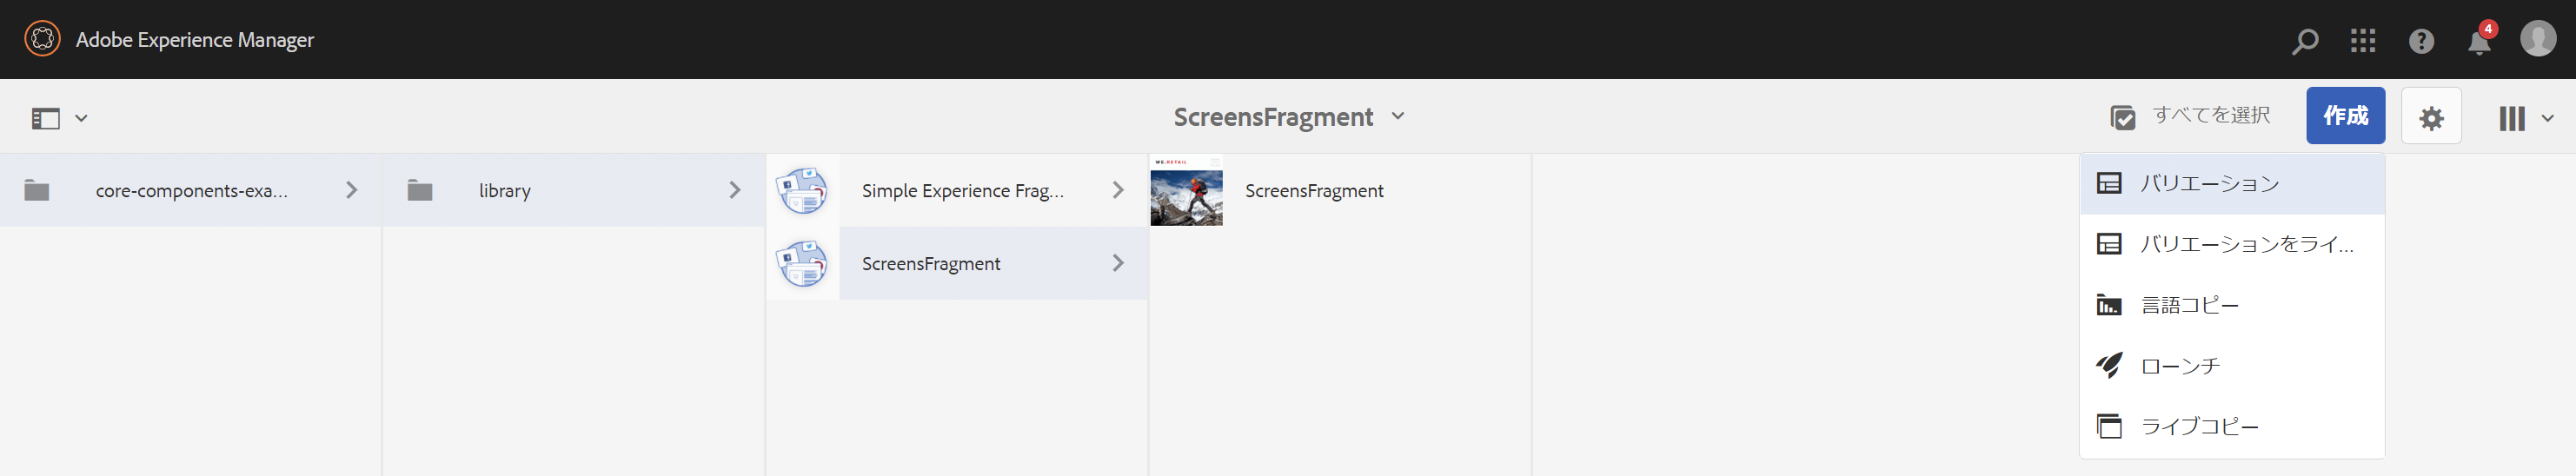 Adobe Experience Manager
4
ScreensFragment
すべてを選択
作成
core-components-exa...
library
Simple Experience Frag...
ScreensFragment
WE.RETAIL
ScreensFragment
バリエーション
バリエーションをライ...
言語コピー
ローンチ
ライブコピー